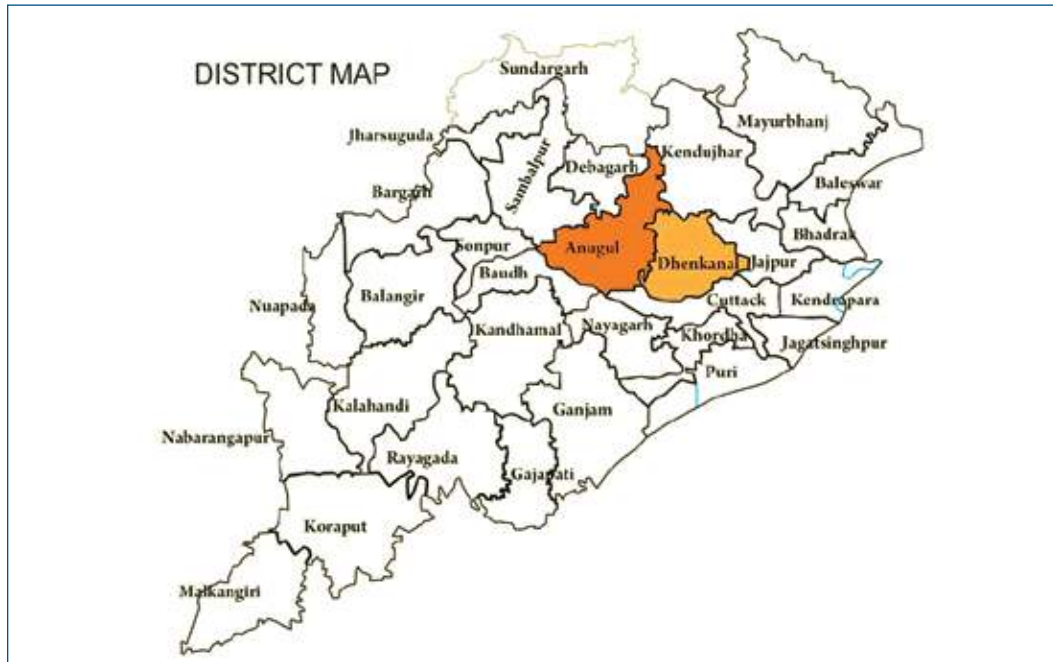 DISTRICT MAP
Sundargarh
Mayurbhanj
Jharsuguda
Kendujhar
Debagarh
Sambalpur
Bargarh
Baleswar
Bhadrak
Sonpur
Anugul
Dhenkanal
Jajpur
Baudh
Balangir
Nuapada
Cuttack
Kendrapara
Kandhamal
Nayagarh
Khordha
Jagatsinghpur
Puri
Kalahandi
Ganjam
Nabarangapur
Rayagada
Gajapati
Koraput
Malkangiri